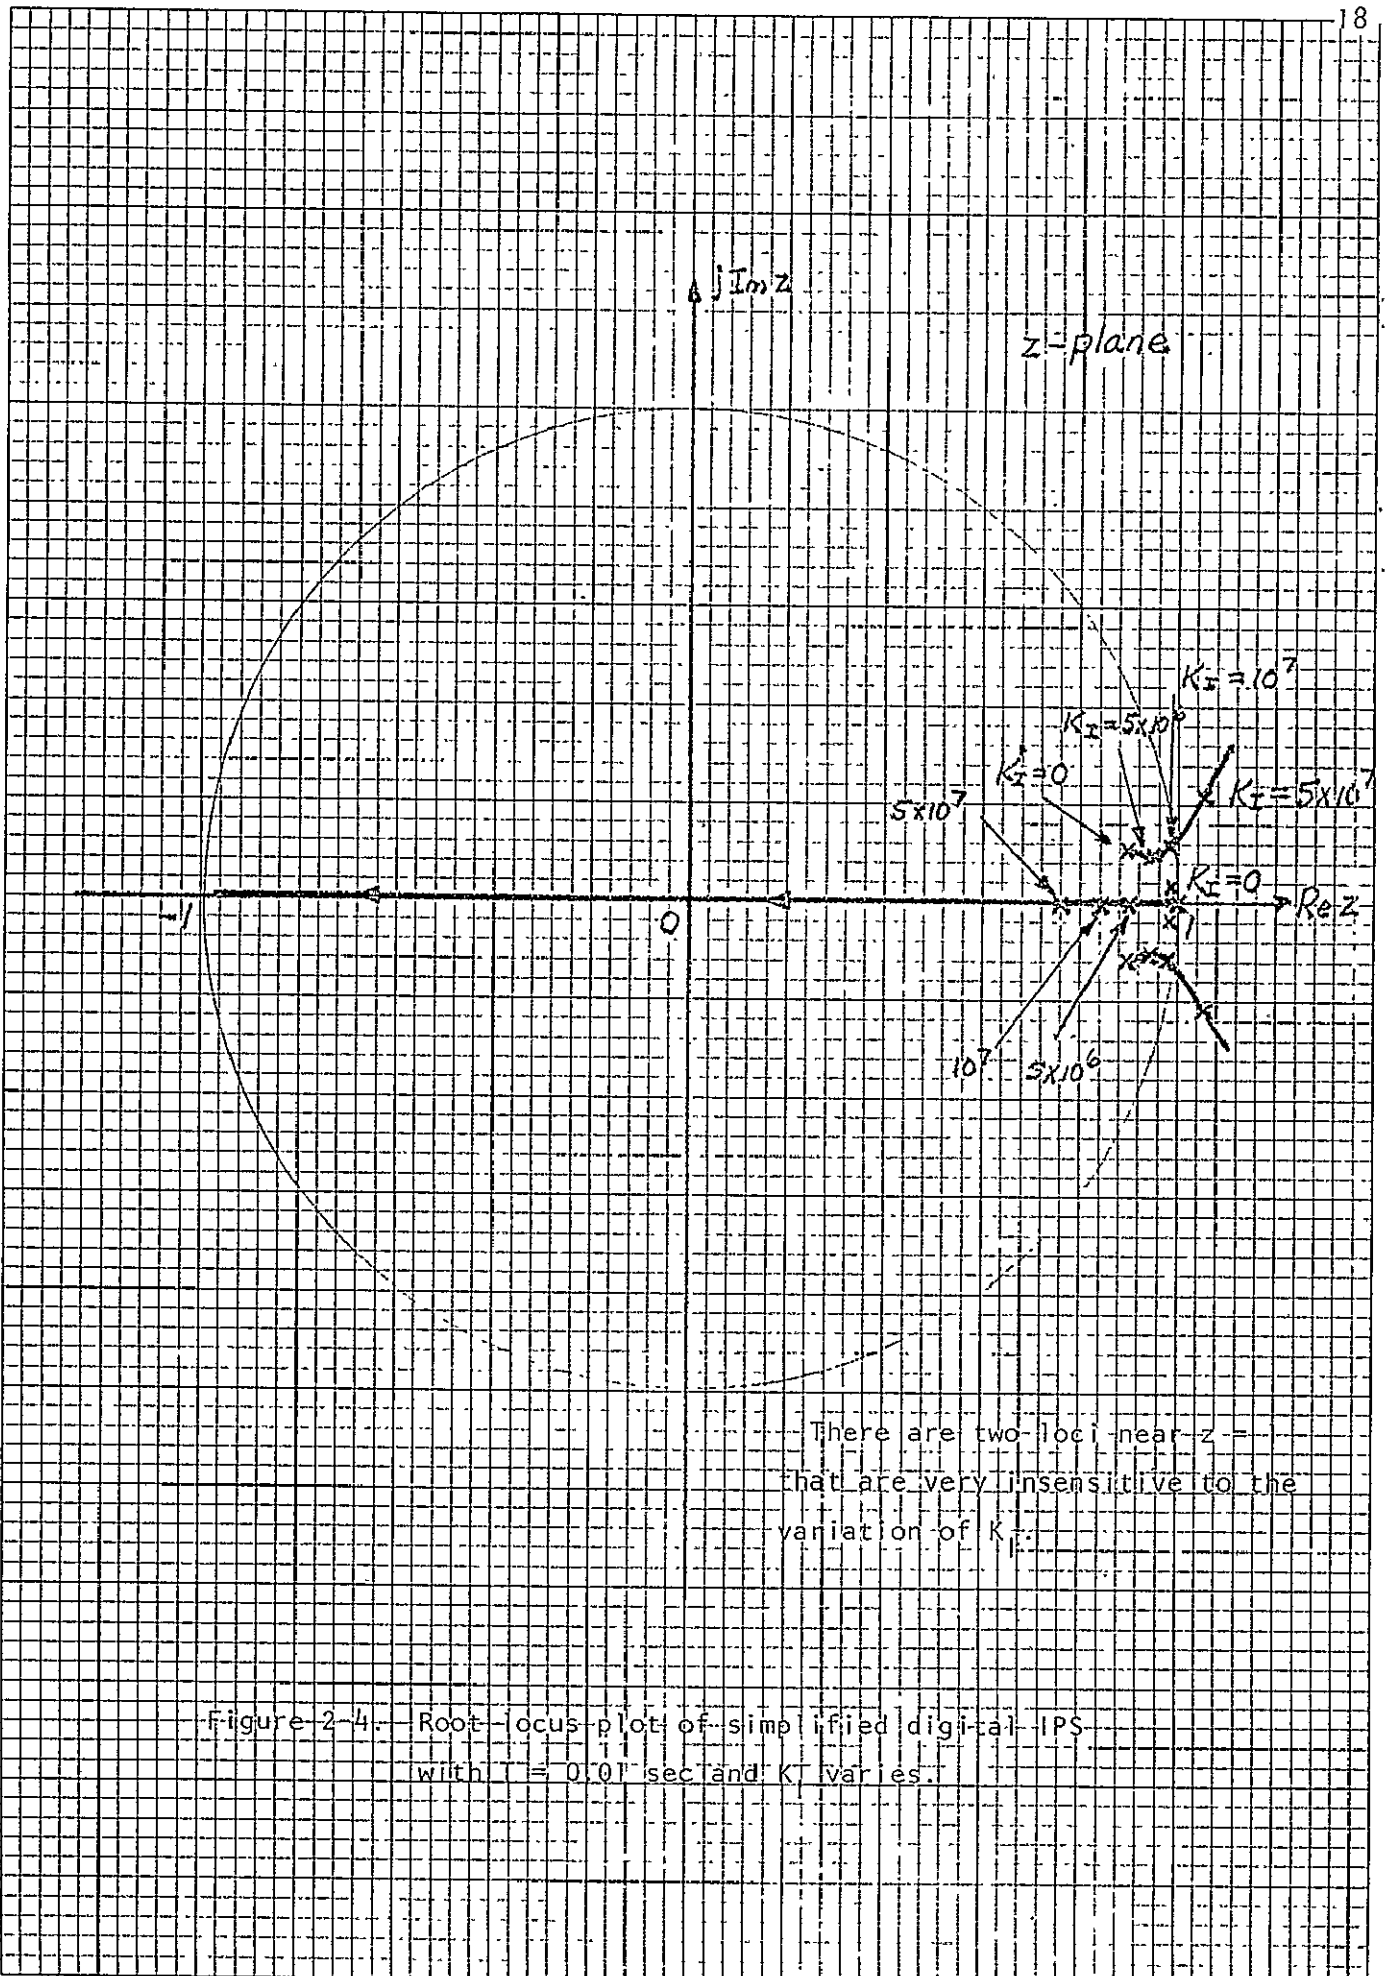 18
jImz
z-plane
K_I = 10^7
K_I = 5x10^6
K_I = 0
5x10^7
K_I = 5x10^7
K_I = 0
-1
0
1
Re z
10^7
5x10^6
There are two loci near z = 1
that are very insensitive to the
variation of K_I.
Figure 2-4. Root locus plot of simplified digital IPS
with T = 0.01 sec and KI varies.